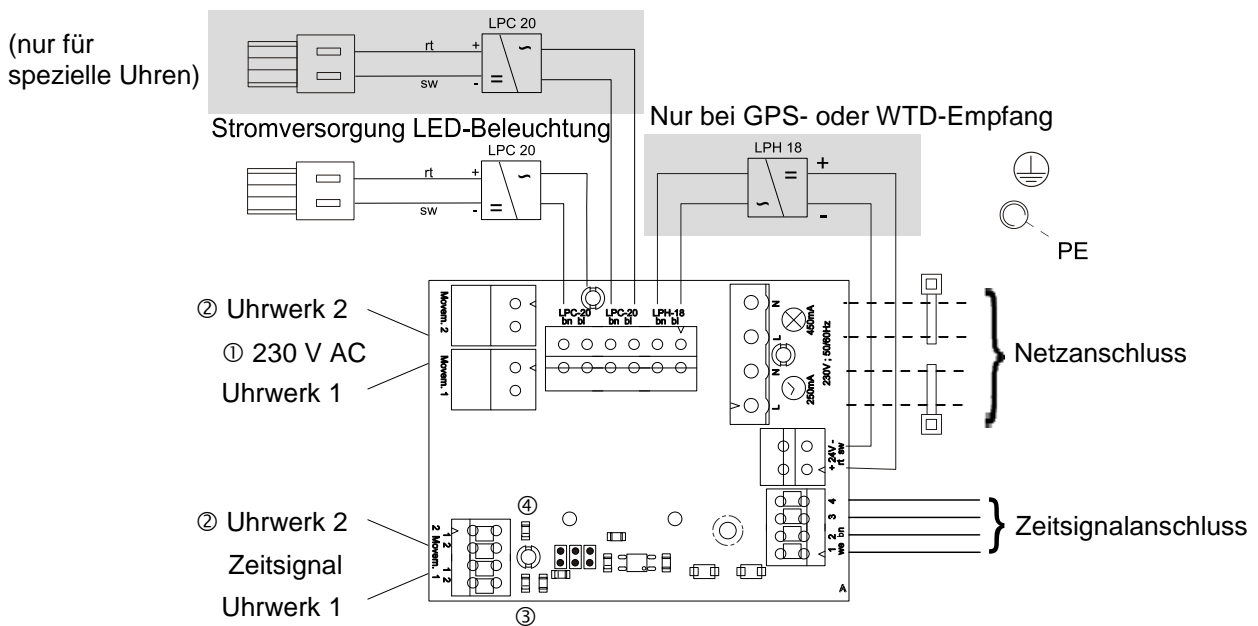 (nur für
spezielle Uhren)
LPC 20
rt
+
~
sw
-
=
Stromversorgung LED-Beleuchtung
LPC 20
rt
+
~
sw
-
=
Nur bei GPS- oder WTD-Empfang
LPH 18
=
+
~
-
PE
② Uhrwerk 2
① 230 V AC
Uhrwerk 1
Movem. 2
Movem. 1
LPC-20 LPC-20 LPH-18
bn bl bn bl bn bl
N
L
N
L
450mA
250mA
230V ; 50/60Hz
Netzanschluss
+ 24V -
rt sw
4
3
2 bn
1 we
Zeitsignalanschluss
② Uhrwerk 2
Zeitsignal
Uhrwerk 1
2 Movem. 1
1 2
1 2
④
③
A